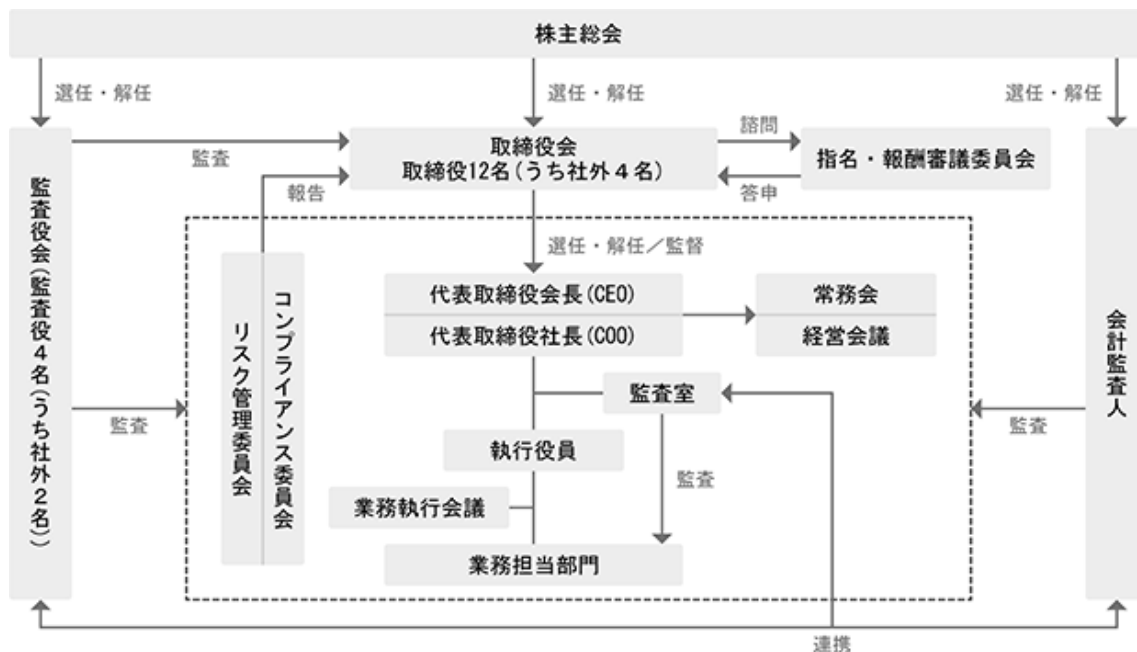 株主総会
選任・解任
選任・解任
選任・解任
監査役会(監査役4名(うち社外2名))
監査
取締役会
取締役12名(うち社外4名)
諮問
答申
指名・報酬審議委員会
会計監査人
報告
選任・解任／監督
リスク管理委員会
コンプライアンス委員会
代表取締役会長(CEO)
代表取締役社長(COO)
常務会
経営会議
監査室
監査
監査
執行役員
監査
業務執行会議
業務担当部門
連携